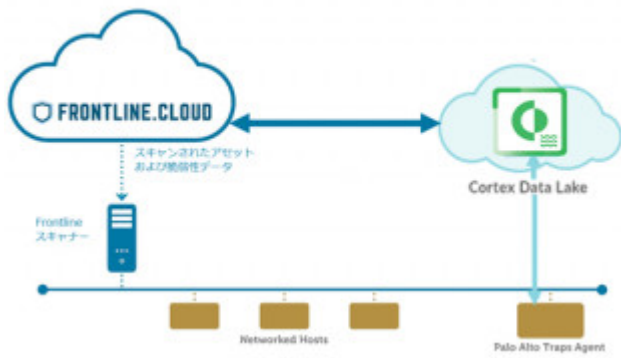 FRONTLINE.CLOUD
スキャンされたアセット
および脆弱性データ
Cortex Data Lake
Frontline
スキャナー
Networked Hosts
Palo Alto Traps Agent